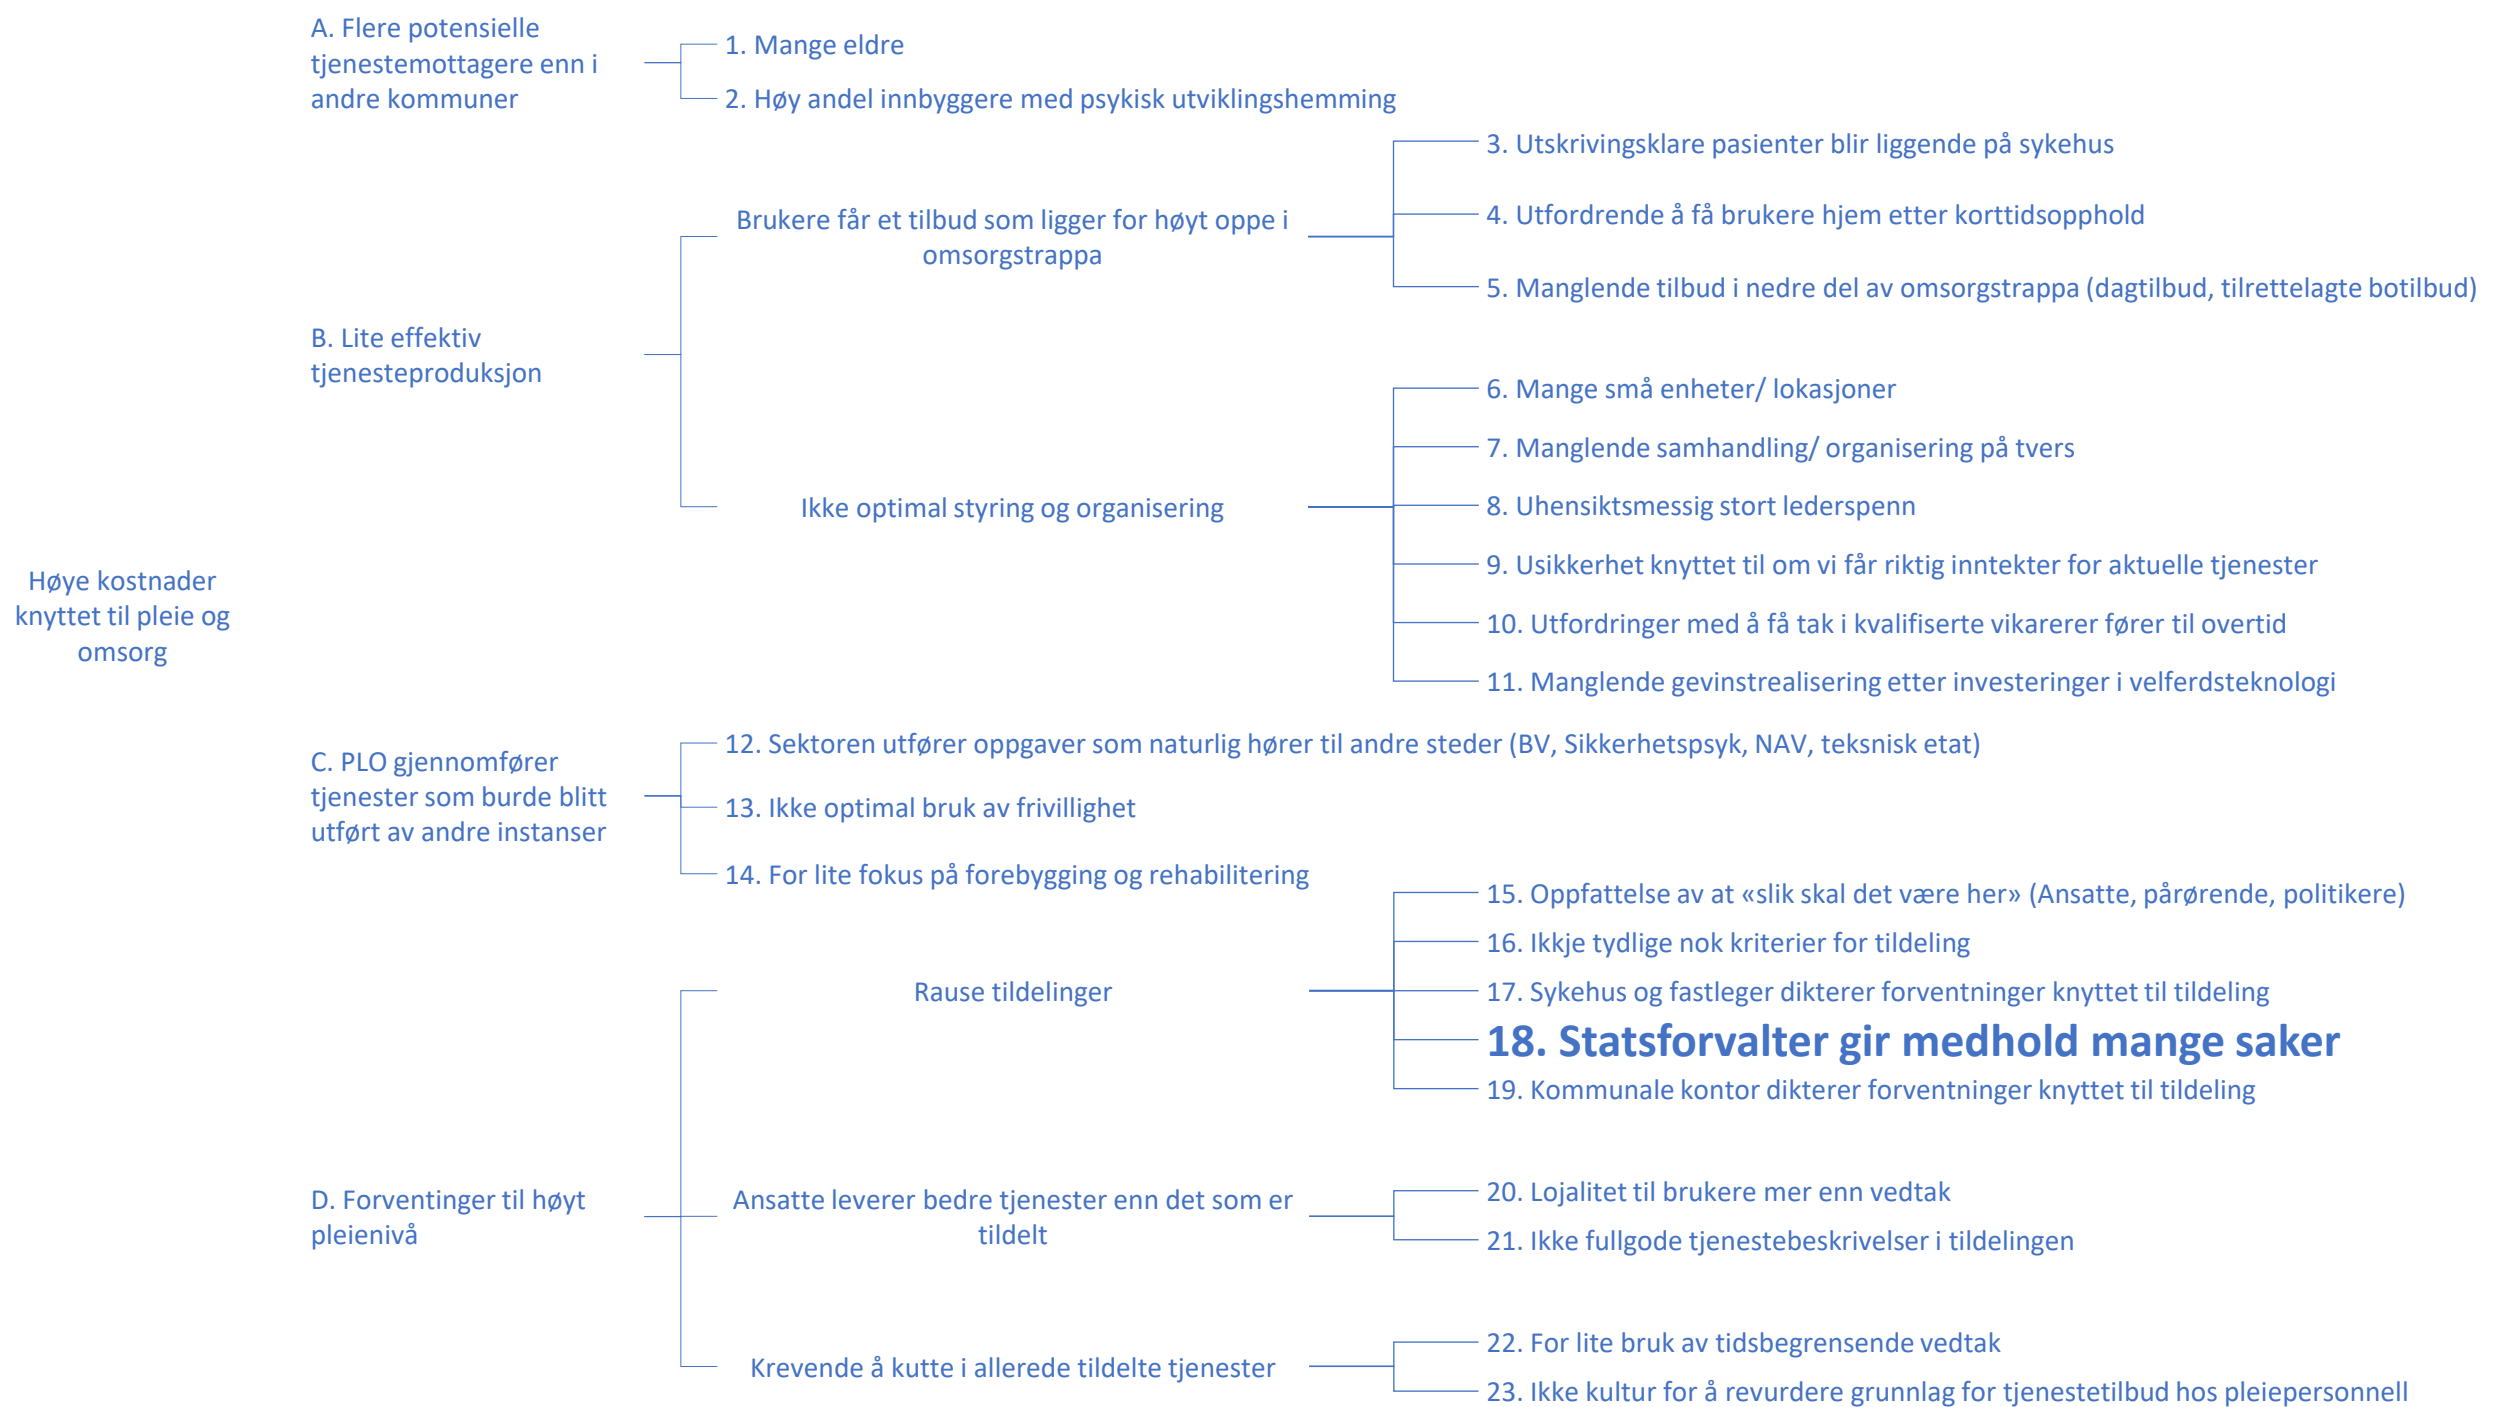 Høye kostnader
knyttet til pleie og
omsorg
A. Flere potensielle
tjenestemottagere enn i
andre kommuner
1. Mange eldre
2. Høy andel innbyggere med psykisk utviklingshemming
B. Lite effektiv
tjenesteproduksjon
Brukere får et tilbud som ligger for høyt oppe i
omsorgstrappa
3. Utskrivingsklare pasienter blir liggende på sykehus
4. Utfordrende å få brukere hjem etter korttidsopphold
5. Manglende tilbud i nedre del av omsorgstrappa (dagtilbud, tilrettelagte botilbud)
Ikke optimal styring og organisering
6. Mange små enheter/ lokasjoner
7. Manglende samhandling/ organisering på tvers
8. Uhensiktsmessig stort lederspenn
9. Usikkerhet knyttet til om vi får riktig inntekter for aktuelle tjenester
10. Utfordringer med å få tak i kvalifiserte vikarerer fører til overtid
11. Manglende gevinstrealisering etter investeringer i velferdsteknologi
C. PLO gjennomfører
tjenester som burde blitt
utført av andre instanser
12. Sektoren utfører oppgaver som naturlig hører til andre steder (BV, Sikkerhetspsyk, NAV, teksnisk etat)
13. Ikke optimal bruk av frivillighet
14. For lite fokus på forebygging og rehabilitering
D. Forventinger til høyt
pleienivå
Rause tildelinger
15. Oppfattelse av at «slik skal det være her» (Ansatte, pårørende, politikere)
16. Ikkje tydlige nok kriterier for tildeling
17. Sykehus og fastleger dikterer forventninger knyttet til tildeling
18. Statsforvalter gir medhold mange saker
19. Kommunale kontor dikterer forventninger knyttet til tildeling
Ansatte leverer bedre tjenester enn det som er
tildelt
20. Lojalitet til brukere mer enn vedtak
21. Ikke fullgode tjenestebeskrivelser i tildelingen
Krevende å kutte i allerede tildelte tjenester
22. For lite bruk av tidsbegrensende vedtak
23. Ikke kultur for å revurdere grunnlag for tjenestetilbud hos pleiepersonnell